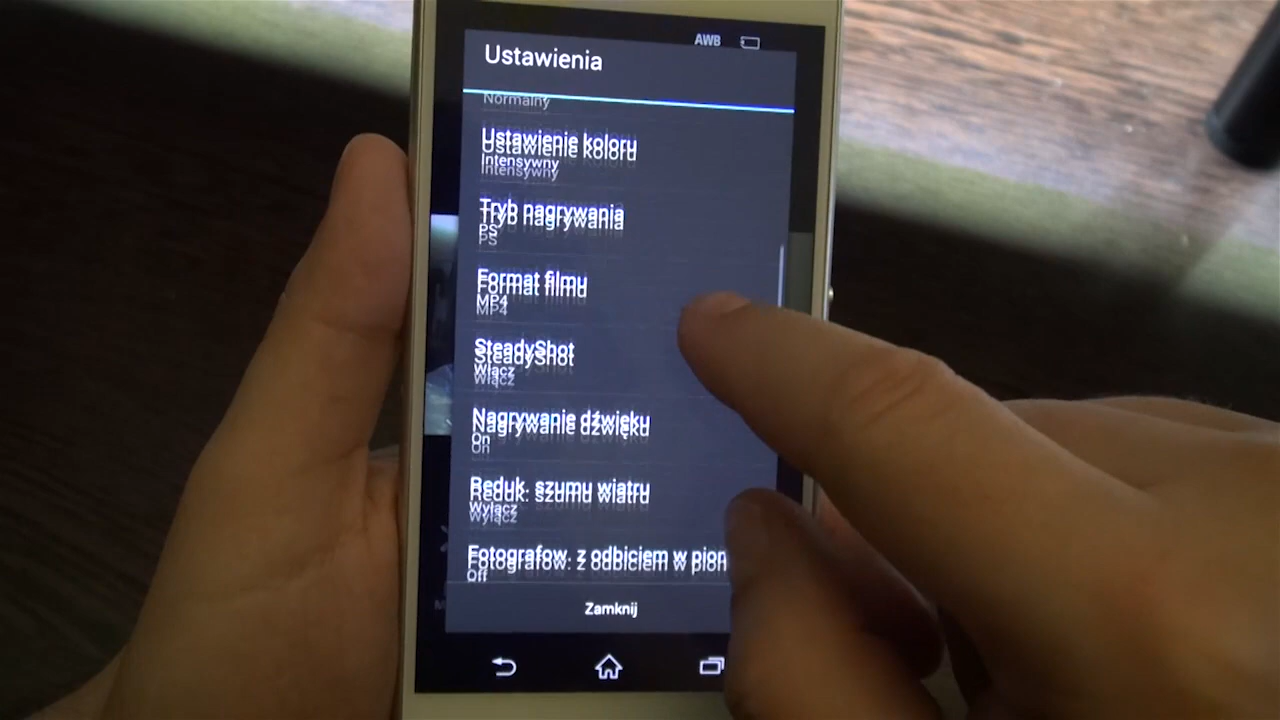 AWB
Ustawienia
Normalny
Ustawienie koloru
Intensywny
Tryb nagrywania
PS
Format filmu
MP4
SteadyShot
Włącz
Nagrywanie dźwięku
On
Reduk. szumu wiatru
Wyłącz
Fotografow. z odbiciem w pion
Off
Zamknij